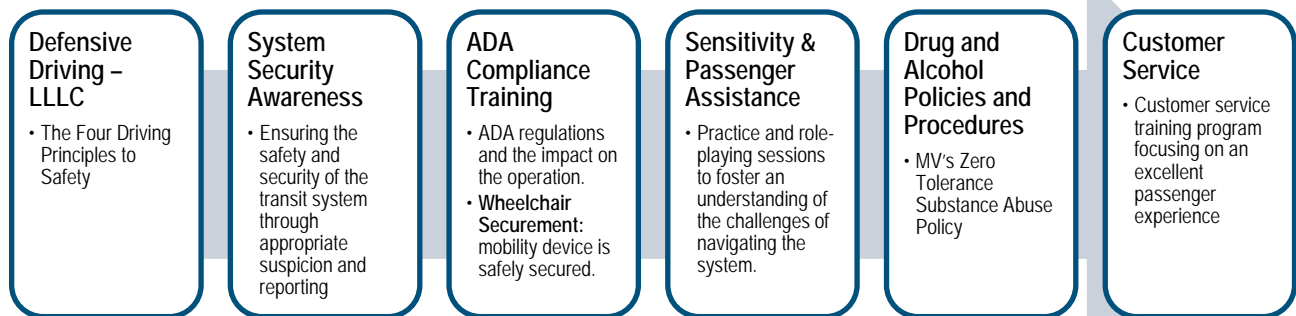 Defensive
Driving –
LLLC
• The Four Driving
Principles to
Safety
System
Security
Awareness
• Ensuring the
safety and
security of the
transit system
through
appropriate
suspicion and
reporting
ADA
Compliance
Training
• ADA regulations
and the impact on
the operation.
• Wheelchair
Securement:
mobility device is
safely secured.
Sensitivity &
Passenger
Assistance
• Practice and role-
playing sessions
to foster an
understanding of
the challenges of
navigating the
system.
Drug and
Alcohol
Policies and
Procedures
• MV's Zero
Tolerance
Substance Abuse
Policy
Customer
Service
• Customer service
training program
focusing on an
excellent
passenger
experience